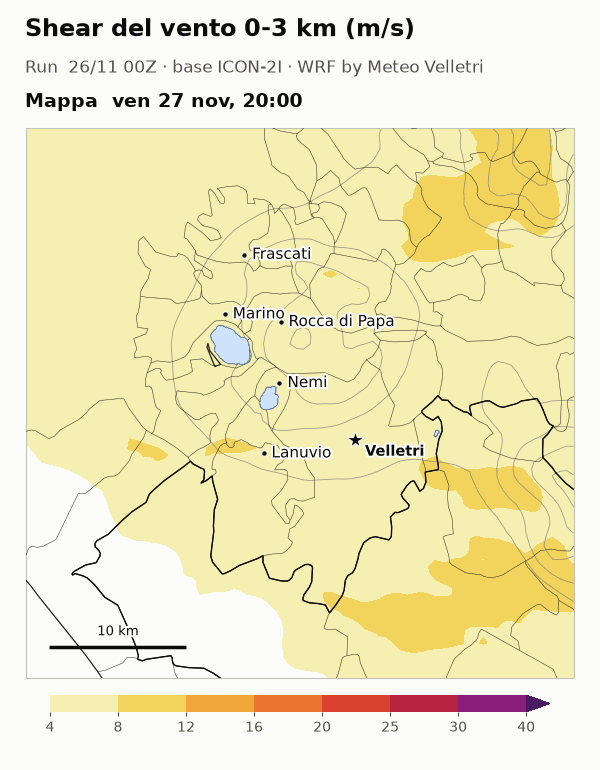 Shear del vento 0-3 km (m/s)
Run  26/11 00Z · base ICON-2I · WRF by Meteo Velletri
Mappa  ven 27 nov, 20:00
Frascati
Marino
Rocca di Papa
Nemi
Velletri
Lanuvio
10 km
4 8 12 16 20 25 30 40